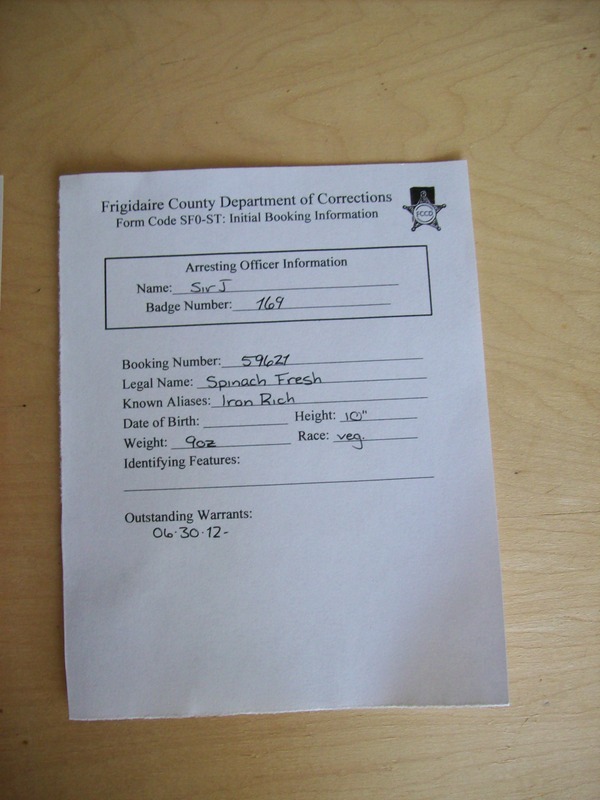 Frigidaire County Department of Corrections
Form Code SF0-ST: Initial Booking Information
FCCD
Arresting Officer Information
Name: Sir J
Badge Number: 769
Booking Number: 59627
Legal Name: Spinach Fresh
Known Aliases: Iron Rich
Date of Birth: Height: 10"
Weight: 9oz Race: veg.
Identifying Features:
Outstanding Warrants:
06·30·12-